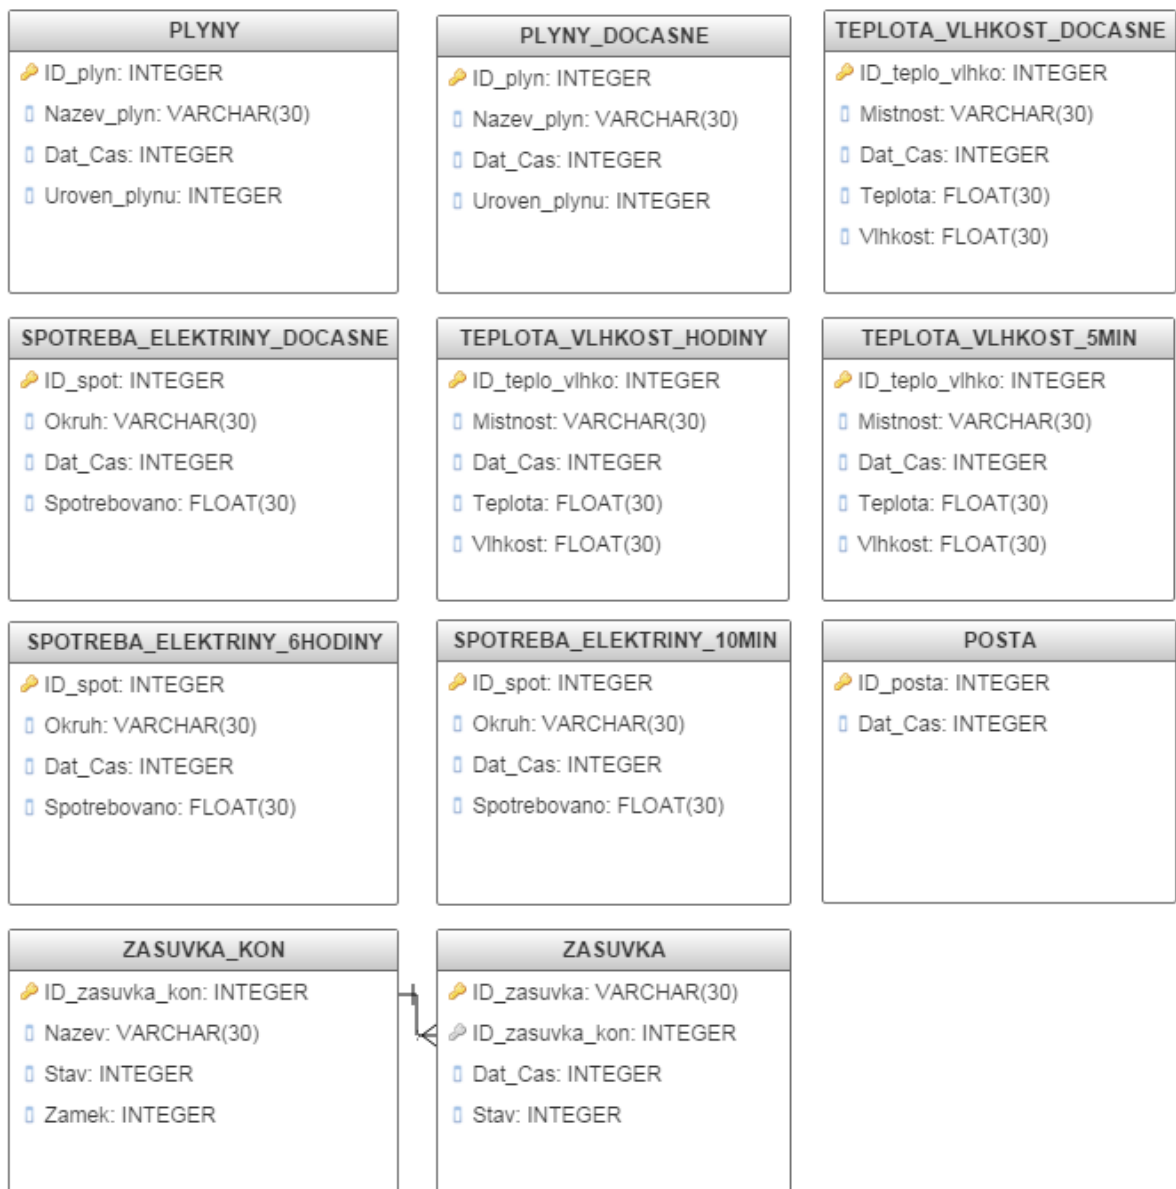 PLYNY
ID_plyn: INTEGER
Nazev_plyn: VARCHAR(30)
Dat_Cas: INTEGER
Uroven_plynu: INTEGER
PLYNY_DOCASNE
ID_plyn: INTEGER
Nazev_plyn: VARCHAR(30)
Dat_Cas: INTEGER
Uroven_plynu: INTEGER
TEPLOTA_VLHKOST_DOCASNE
ID_teplo_vlhko: INTEGER
Mistnost: VARCHAR(30)
Dat_Cas: INTEGER
Teplota: FLOAT(30)
Vlhkost: FLOAT(30)
SPOTREBA_ELEKTRINY_DOCASNE
ID_spot: INTEGER
Okruh: VARCHAR(30)
Dat_Cas: INTEGER
Spotrebovano: FLOAT(30)
TEPLOTA_VLHKOST_HODINY
ID_teplo_vlhko: INTEGER
Mistnost: VARCHAR(30)
Dat_Cas: INTEGER
Teplota: FLOAT(30)
Vlhkost: FLOAT(30)
TEPLOTA_VLHKOST_5MIN
ID_teplo_vlhko: INTEGER
Mistnost: VARCHAR(30)
Dat_Cas: INTEGER
Teplota: FLOAT(30)
Vlhkost: FLOAT(30)
SPOTREBA_ELEKTRINY_6HODINY
ID_spot: INTEGER
Okruh: VARCHAR(30)
Dat_Cas: INTEGER
Spotrebovano: FLOAT(30)
SPOTREBA_ELEKTRINY_10MIN
ID_spot: INTEGER
Okruh: VARCHAR(30)
Dat_Cas: INTEGER
Spotrebovano: FLOAT(30)
POSTA
ID_posta: INTEGER
Dat_Cas: INTEGER
ZASUVKA_KON
ID_zasuvka_kon: INTEGER
Nazev: VARCHAR(30)
Stav: INTEGER
Zamek: INTEGER
ZASUVKA
ID_zasuvka: VARCHAR(30)
ID_zasuvka_kon: INTEGER
Dat_Cas: INTEGER
Stav: INTEGER